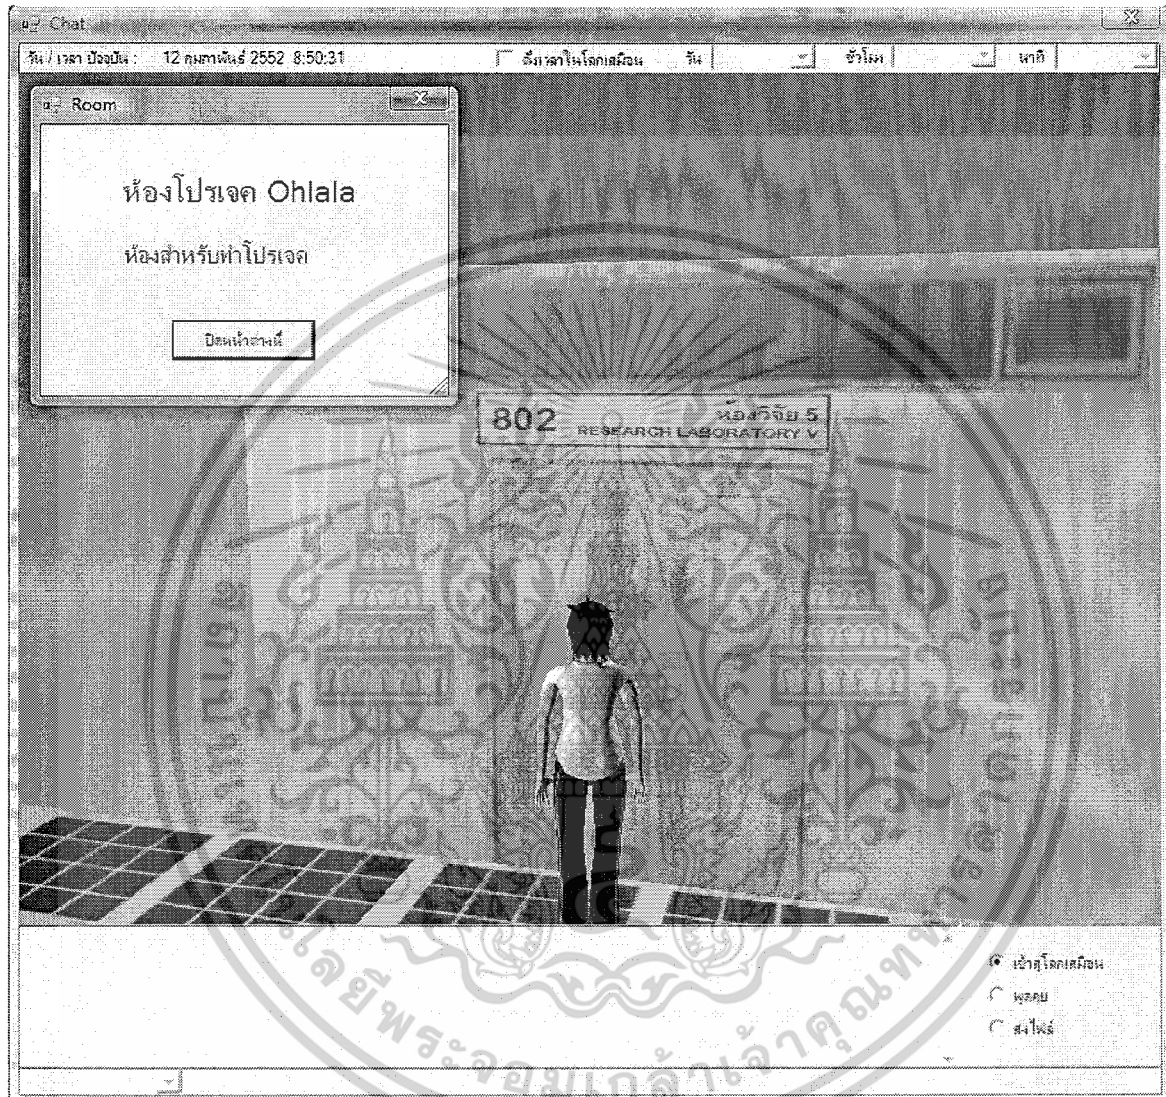 Chat
วัน / เวลา ปัจจุบัน : 12 กุมภาพันธ์ 2552 8:50:31 ตั้งเวลาในโลกเสมือน วัน ชั่วโมง นาที
Room
ห้องโปรเจค Ohlala
ห้องสำหรับทำโปรเจค
ปิดหน้าต่างนี้
802 ห้องวิจัย 5
RESEARCH LABORATORY V
เข้าสู่โลกเสมือน
พูดคุย
ส่งไฟล์